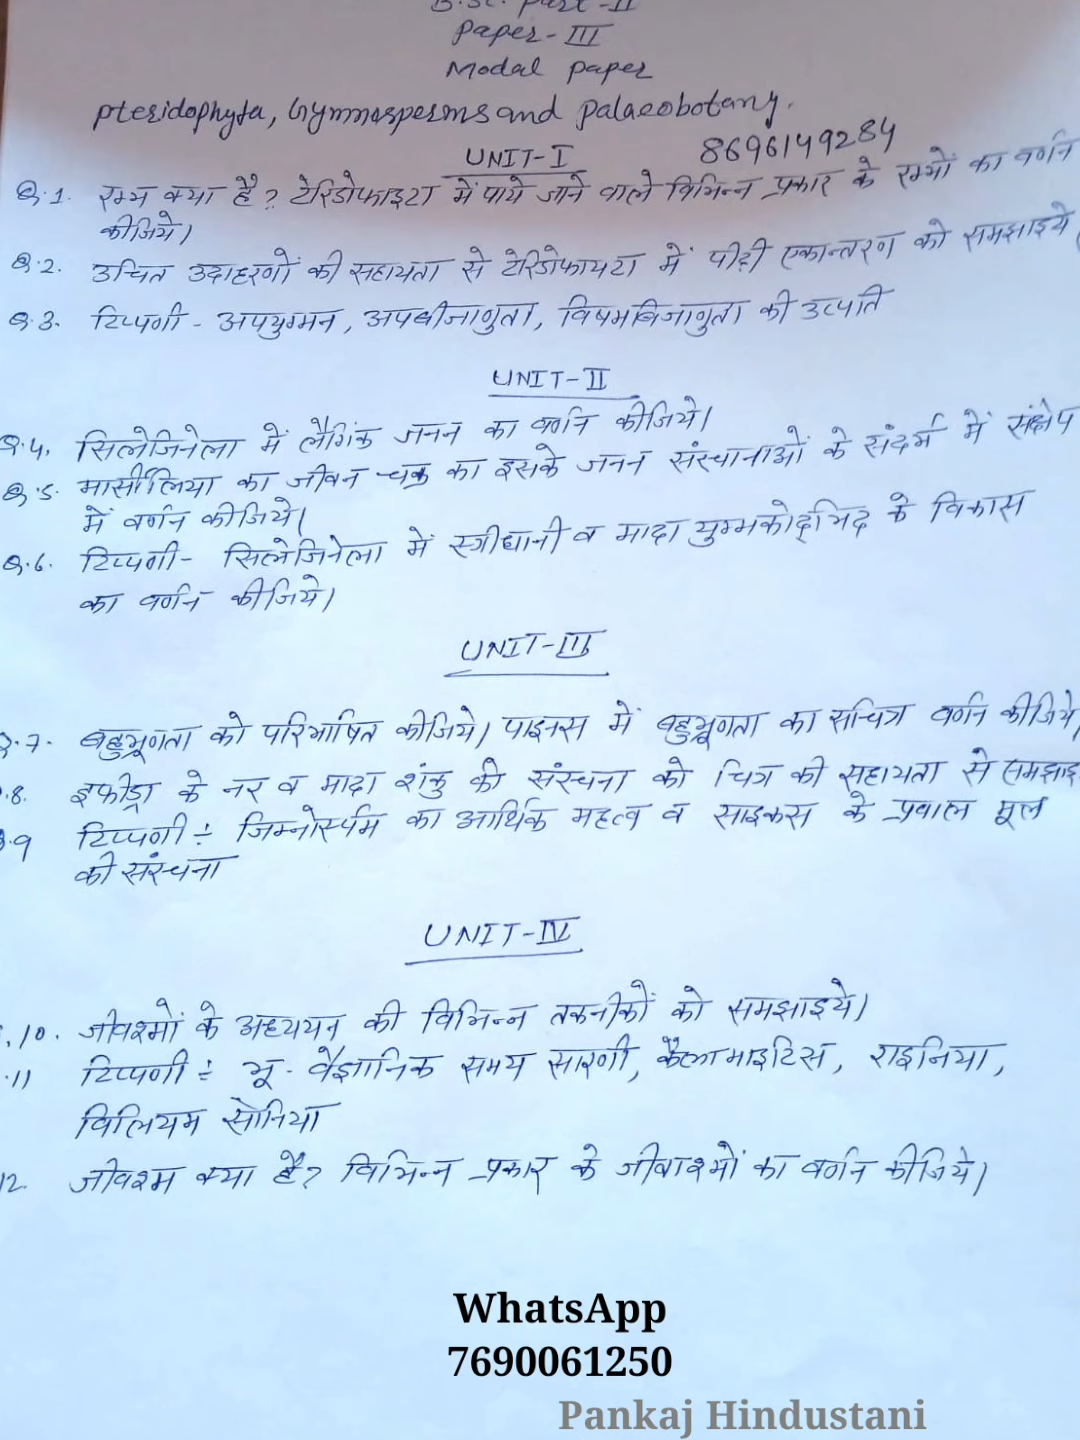 B.Sc. Part-II
Paper-III
Modal paper
Pteridophyta, Gymnosperms and Palaeobotany.
8696149284
UNIT-I
Q.1. रम्भ क्या है? टेरिडोफाइटा में पाये जाने वाले विभिन्न प्रकार के रम्भों का वर्णन
कीजिये।
Q.2. उचित उदाहरणों की सहायता से टेरिडोफायटा में पीढ़ी एकान्तरण को समझाइये
Q.3. टिप्पणी - अपयुग्मन, अपबीजाणुता, विषमबिजाणुता की उत्पति
UNIT-II
Q.4. सिलेजिनेला में लैंगिक जनन का वर्णन कीजिये।
Q.5. मार्सीलिया का जीवन चक्र का इसके जनन संरचानाओं के संदर्भ में संक्षेप
में वर्णन कीजिये।
Q.6. टिप्पणी- सिलेजिनेला में स्त्रीधानी व मादा युग्मकोद्भिद के विकास
का वर्णन कीजिये।
UNIT-III
Q.7. बहुभ्रूणता को परिभाषित कीजिये। पाइनस में बहुभ्रूणता का सचित्र वर्णन कीजिये
.8. इफीड्रा के नर व मादा शंकु की संरचना को चित्र की सहायता से समझाइ
Q.9 टिप्पणी ÷ जिम्नोस्पर्म का आर्थिक महत्व व साइकस के प्रवाल मूल
की संरचना
UNIT-IV
.10. जीवश्मों के अध्ययन की विभिन्न तकनीकों को समझाइये।
.11 टिप्पणी ÷ भू-वैज्ञानिक समय सारणी, कैलामाइटिस, राइनिया,
विलियम सोनिया
12. जीवश्म क्या है? विभिन्न प्रकार के जीवाश्मों का वर्णन कीजिये।
WhatsApp
7690061250
Pankaj Hindustani